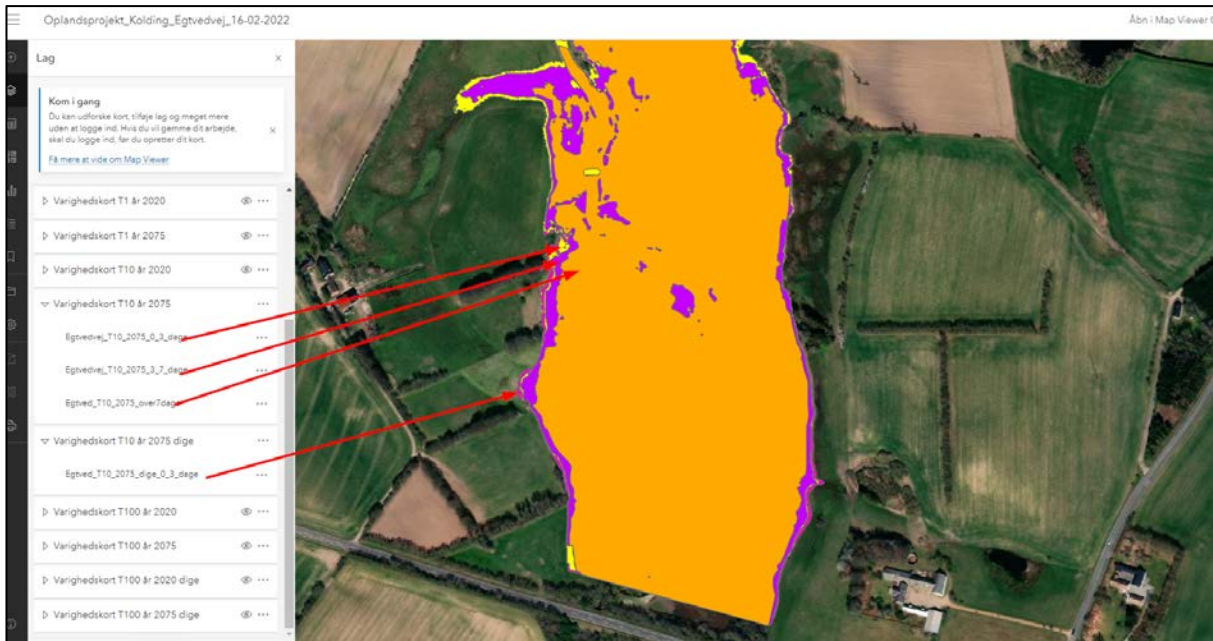 Oplandsprojekt_Kolding_Egtvedvej_16-02-2022
Åbn i Map Viewer
Lag
Kom i gang
Du kan udforske kort, tilføje lag og meget mere
uden at logge ind. Hvis du vil gemme dit arbejde,
skal du logge ind, før du opretter dit kort.
Få mere at vide om Map Viewer
Varighedskort T1 år 2020
Varighedskort T1 år 2075
Varighedskort T10 år 2020
Varighedskort T10 år 2075
Egtvedvej_T10_2075_0_3_dage
Egtvedvej_T10_2075_3_7_dage
Egtved_T10_2075_over7dage
Varighedskort T10 år 2075 dige
Egtved_T10_2075_dige_0_3_dage
Varighedskort T100 år 2020
Varighedskort T100 år 2075
Varighedskort T100 år 2020 dige
Varighedskort T100 år 2075 dige